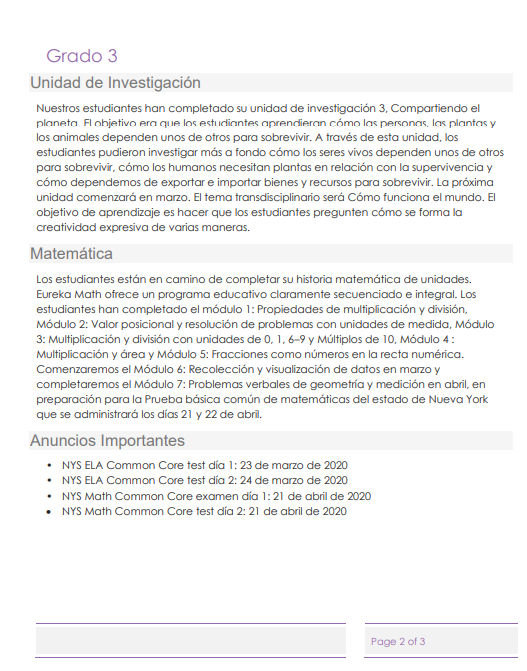 Grado 3
Unidad de Investigación
Nuestros estudiantes han completado su unidad de investigación 3, Compartiendo el
planeta. El objetivo era que los estudiantes aprendieran cómo las personas, las plantas y
los animales dependen unos de otros para sobrevivir. A través de esta unidad, los
estudiantes pudieron investigar más a fondo cómo los seres vivos dependen unos de otros
para sobrevivir, cómo los humanos necesitan plantas en relación con la supervivencia y
cómo dependemos de exportar e importar bienes y recursos para sobrevivir. La próxima
unidad comenzará en marzo. El tema transdisciplinario será Cómo funciona el mundo. El
objetivo de aprendizaje es hacer que los estudiantes pregunten cómo se forma la
creatividad expresiva de varias maneras.
Matemática
Los estudiantes están en camino de completar su historia matemática de unidades.
Eureka Math ofrece un programa educativo claramente secuenciado e integral. Los
estudiantes han completado el módulo 1: Propiedades de multiplicación y división,
Módulo 2: Valor posicional y resolución de problemas con unidades de medida, Módulo
3: Multiplicación y división con unidades de 0, 1, 6–9 y Múltiplos de 10, Módulo 4 :
Multiplicación y área y Módulo 5: Fracciones como números en la recta numérica.
Comenzaremos el Módulo 6: Recolección y visualización de datos en marzo y
completaremos el Módulo 7: Problemas verbales de geometría y medición en abril, en
preparación para la Prueba básica común de matemáticas del estado de Nueva York
que se administrará los días 21 y 22 de abril.
Anuncios Importantes
• NYS ELA Common Core test día 1: 23 de marzo de 2020
• NYS ELA Common Core test día 2: 24 de marzo de 2020
• NYS Math Common Core examen día 1: 21 de abril de 2020
• NYS Math Common Core test día 2: 21 de abril de 2020
Page 2 of 3